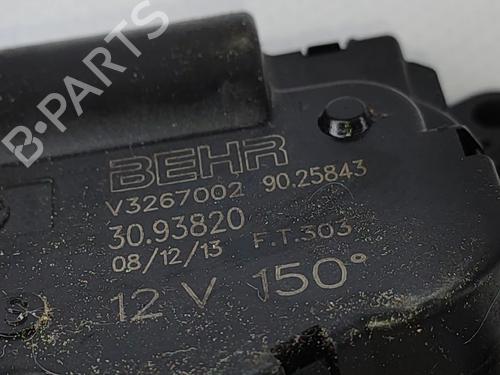 B-PARTS
BEHR
V3267002 90.25843
30.93820
08/12/13 F.T.303
12 V 150°
S